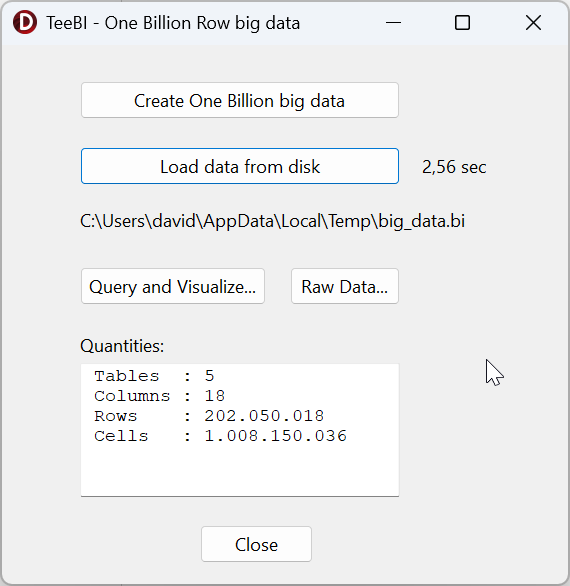 TeeBI - One Billion Row big data
Create One Billion big data
Load data from disk 2,56 sec
C:\Users\david\AppData\Local\Temp\big_data.bi
Query and Visualize... Raw Data...
Quantities:
Tables : 5
Columns : 18
Rows : 202.050.018
Cells : 1.008.150.036
Close